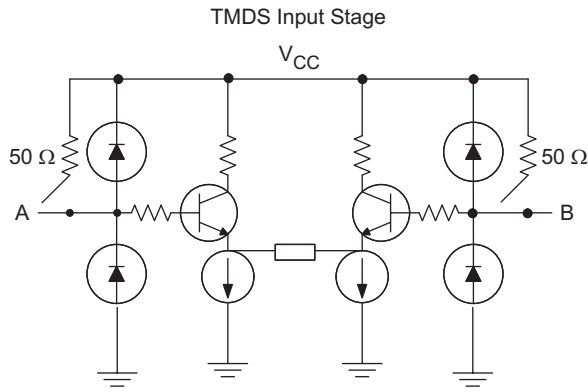 TMDS Input Stage
VCC
50 Ω
50 Ω
A
B